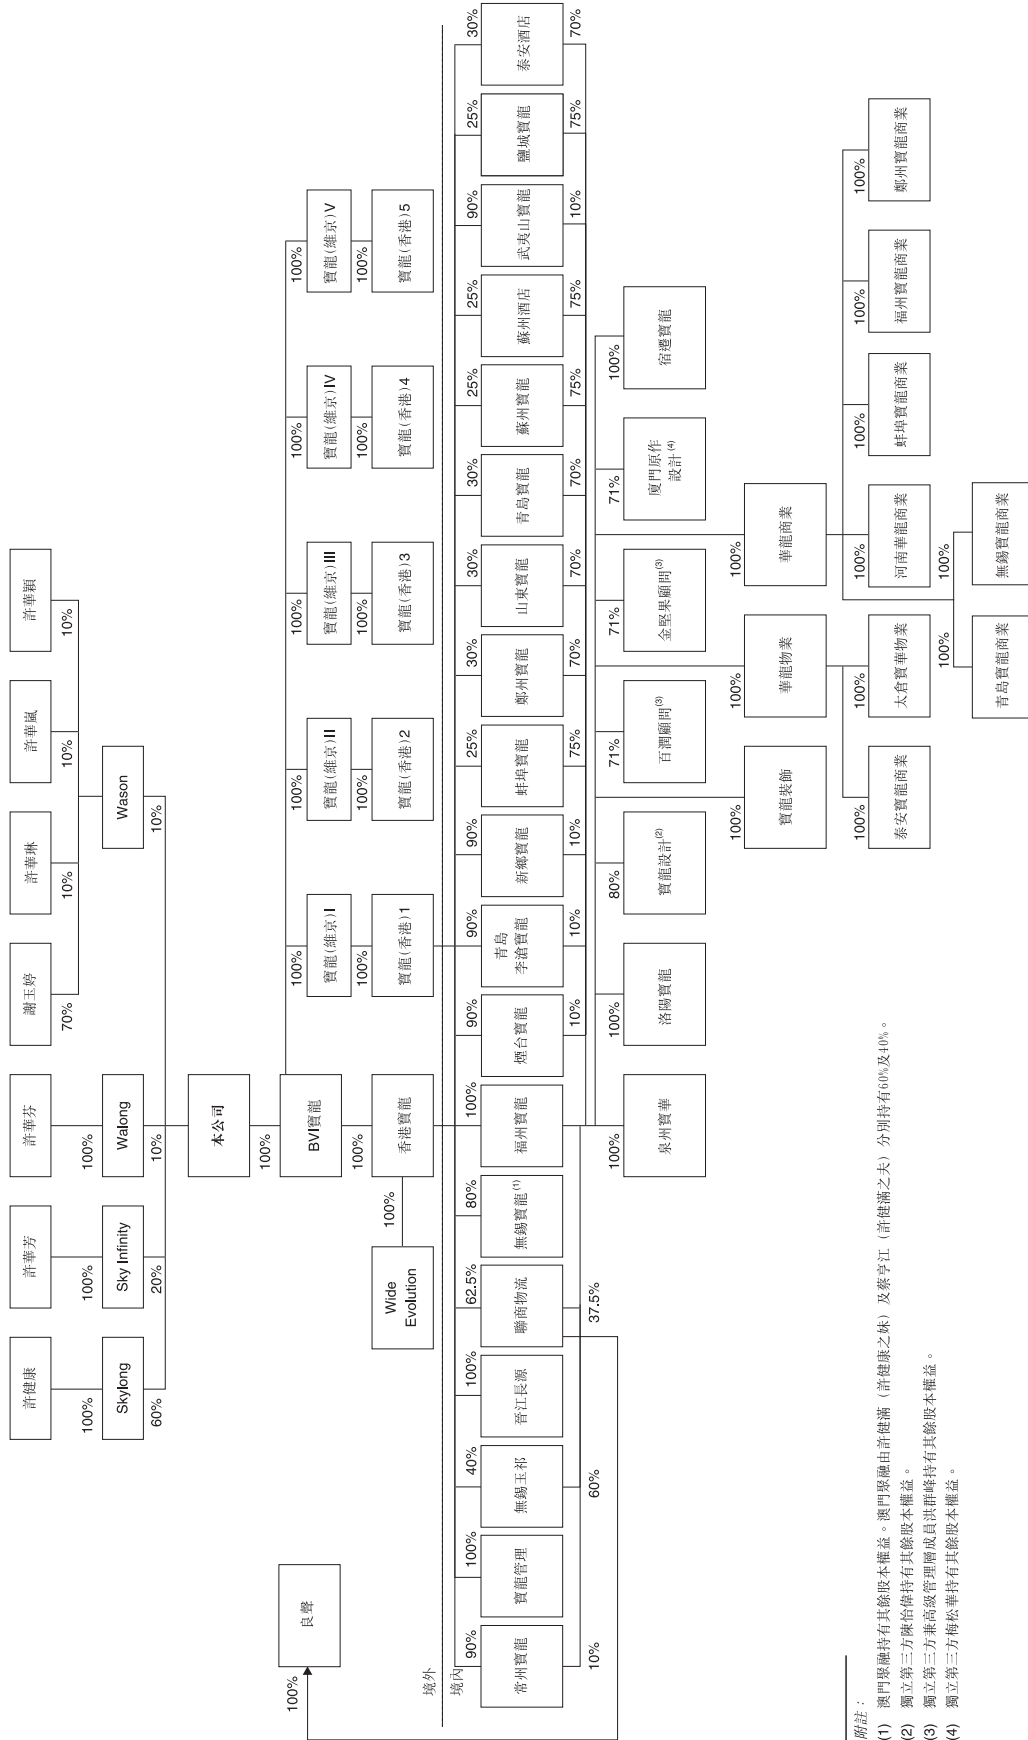 許健康
許華芳
許華芬
謝玉婷
許華琳
許華嵐
許華穎
100%
100%
100%
70%
10%
10%
10%
Skylong
Sky Infinity
Walong
Wason
60%
20%
10%
10%
本公司
100%
良聲
100%
BVI寶龍
100%
100%
100%
100%
100%
寶龍(維京)I
寶龍(維京)II
寶龍(維京)III
寶龍(維京)IV
寶龍(維京)V
100%
100%
100%
100%
100%
100%
Wide
Evolution
100%
香港寶龍
寶龍(香港)1
寶龍(香港)2
寶龍(香港)3
寶龍(香港)4
寶龍(香港)5
境外
境內
90%
100%
40%
100%
62.5%
80%
100%
90%
90%
90%
25%
30%
30%
30%
25%
25%
90%
25%
30%
常州寶龍
寶龍管理
無錫玉祁
晉江長源
聯商物流
無錫寶龍(1)
福州寶龍
煙台寶龍
青島
李滄寶龍
新鄉寶龍
蚌埠寶龍
鄭州寶龍
山東寶龍
青島寶龍
蘇州寶龍
蘇州酒店
武夷山寶龍
鹽城寶龍
泰安酒店
10%
60%
37.5%
10%
10%
10%
75%
70%
70%
70%
75%
75%
10%
75%
70%
100%
100%
80%
71%
71%
71%
100%
泉州寶華
洛陽寶龍
寶龍設計(2)
百潤顧問(3)
金堅果顧問(3)
廈門原作
設計(4)
宿遷寶龍
100%
100%
100%
寶龍裝飾
華龍物業
華龍商業
100%
100%
100%
100%
100%
100%
泰安寶龍商業
太倉寶華物業
河南華龍商業
蚌埠寶龍商業
福州寶龍商業
鄭州寶龍商業
100%
100%
青島寶龍商業
無錫寶龍商業
附註：
(1) 澳門聚融持有其餘股本權益。澳門聚融由許健滿（許健康之妹）及蔡亨江（許健滿之夫）分別持有60%及40%。
(2) 獨立第三方陳怡偉持有其餘股本權益。
(3) 獨立第三方兼高級管理層成員洪群峰持有其餘股本權益。
(4) 獨立第三方梅松華持有其餘股本權益。